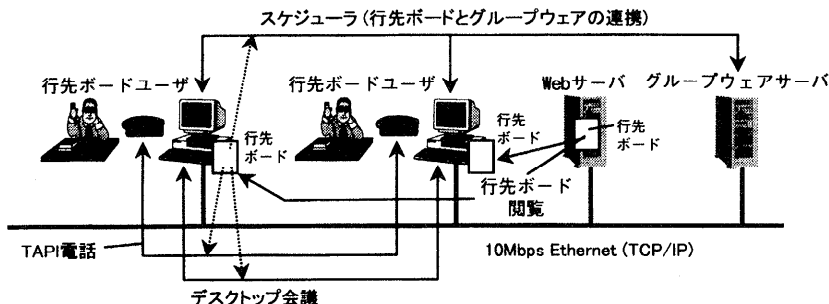 スケジューラ(行先ボードとグループウェアの連携)
行先ボードユーザ
行先ボードユーザ
Webサーバ
グループウェアサーバ
行先
ボード
行先
ボード
行先
ボード
行先ボード
閲覧
TAPI電話
10Mbps Ethernet (TCP/IP)
デスクトップ会議